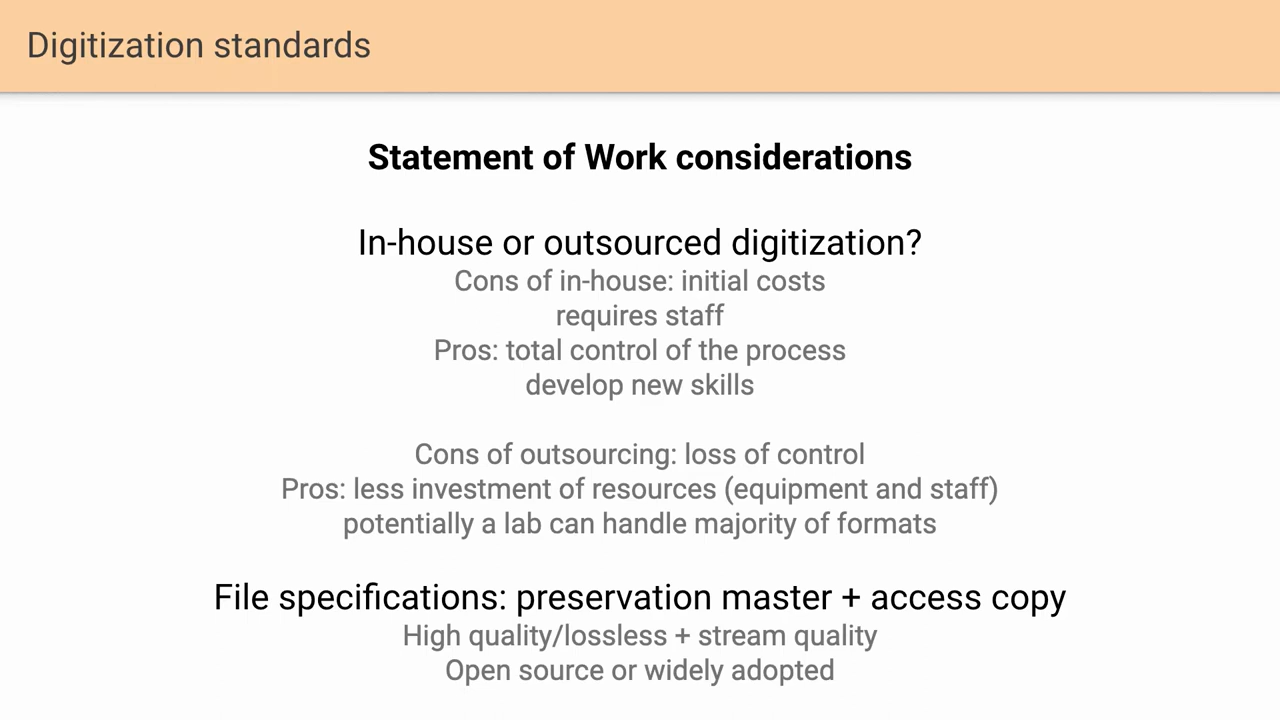 Digitization standards
Statement of Work considerations
In-house or outsourced digitization?
Cons of in-house: initial costs
requires staff
Pros: total control of the process
develop new skills
Cons of outsourcing: loss of control
Pros: less investment of resources (equipment and staff)
potentially a lab can handle majority of formats
File specifications: preservation master + access copy
High quality/lossless + stream quality
Open source or widely adopted